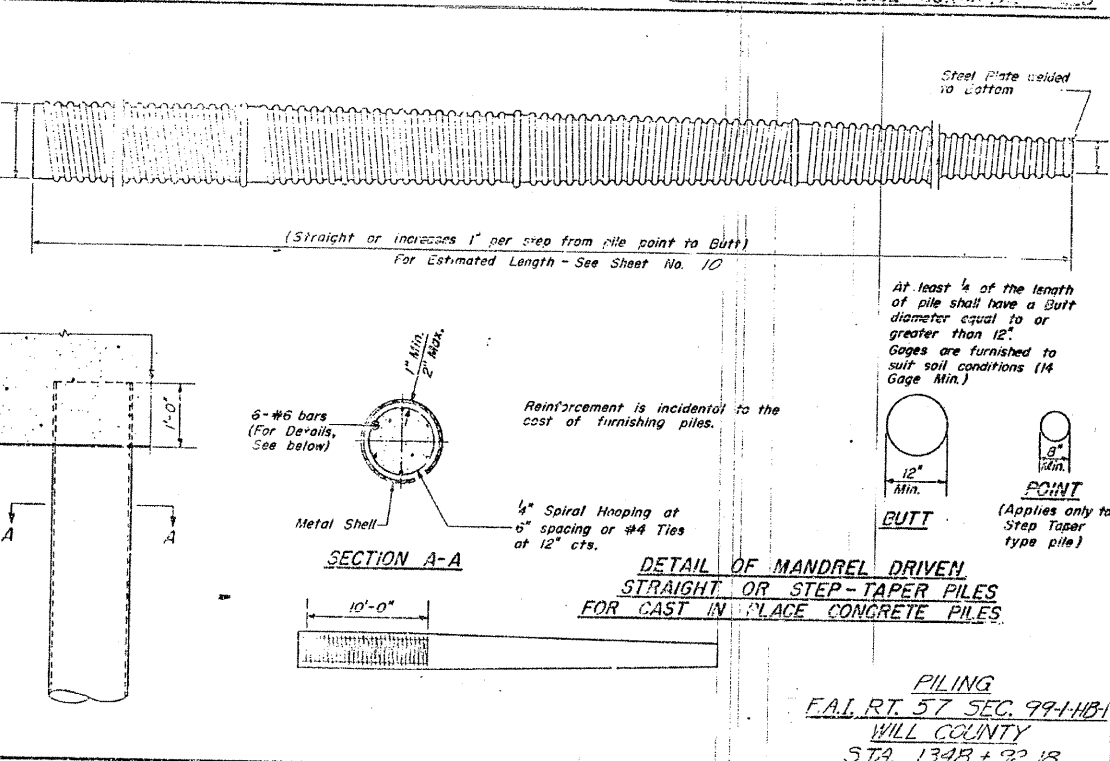 Steel Plate welded
to Bottom
(Straight or increases 1" per step from pile point to Butt)
For Estimated Length - See Sheet No. 10
At least 1/4 of the length
of pile shall have a Butt
diameter equal to or
greater than 12".
Gages are furnished to
suit soil conditions (14
Gage Min.)
1" Min.
2" Max.
1'-0"
6-#6 bars
(For Details,
See below)
Reinforcement is incidental to the
cost of furnishing piles.
12"
Min.
8"
Min.
BUTT
POINT
(Applies only to
Step Taper
type pile)
A
A
Metal Shell
1/4" Spiral Hooping at
6" spacing or #4 Ties
at 12" cts.
SECTION A-A
DETAIL OF MANDREL DRIVEN
STRAIGHT OR STEP-TAPER PILES
FOR CAST IN PLACE CONCRETE PILES
10'-0"
PILING
F.A.I. RT. 57 SEC. 99-1-HB-1
WILL COUNTY
STA.